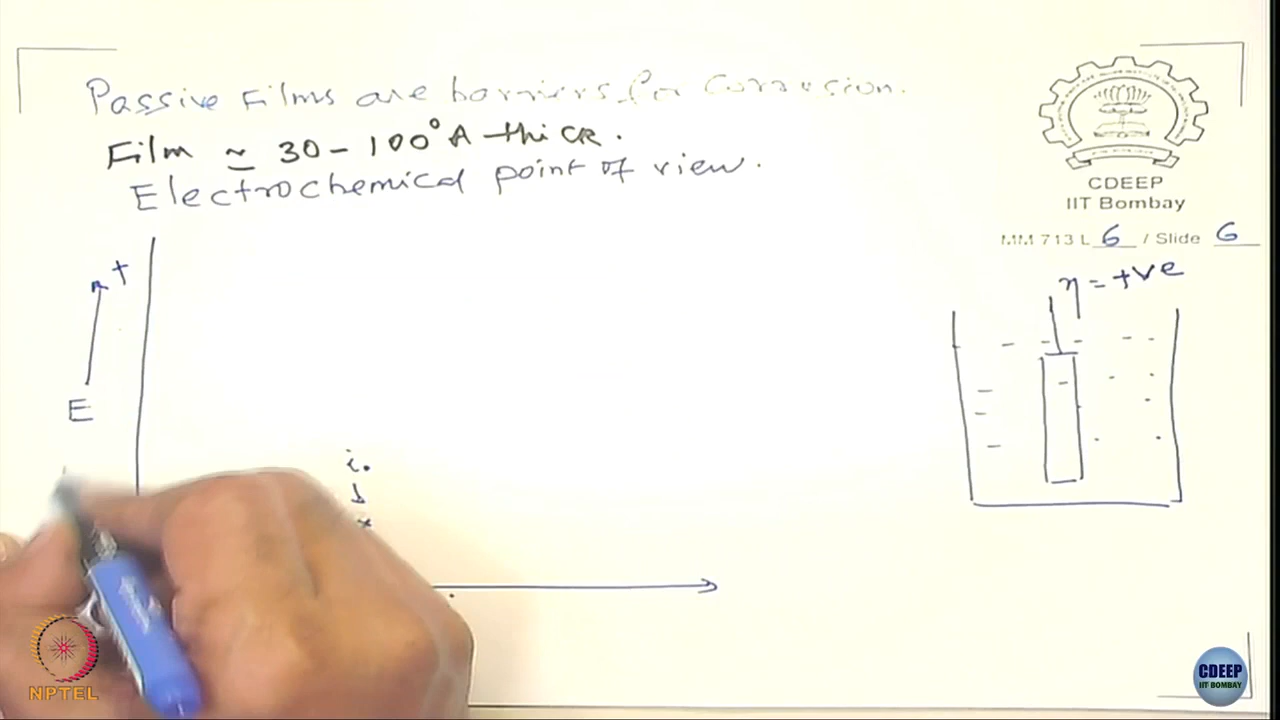 Passive Films are barriers for Corrosion.
Film ≃ 30 - 100°A thick.
Electrochemical point of view.
CDEEP
IIT Bombay
MM 713 L 6 / Slide 6
+
E
i.
η = +ve
NPTEL
CDEEP
IIT BOMBAY